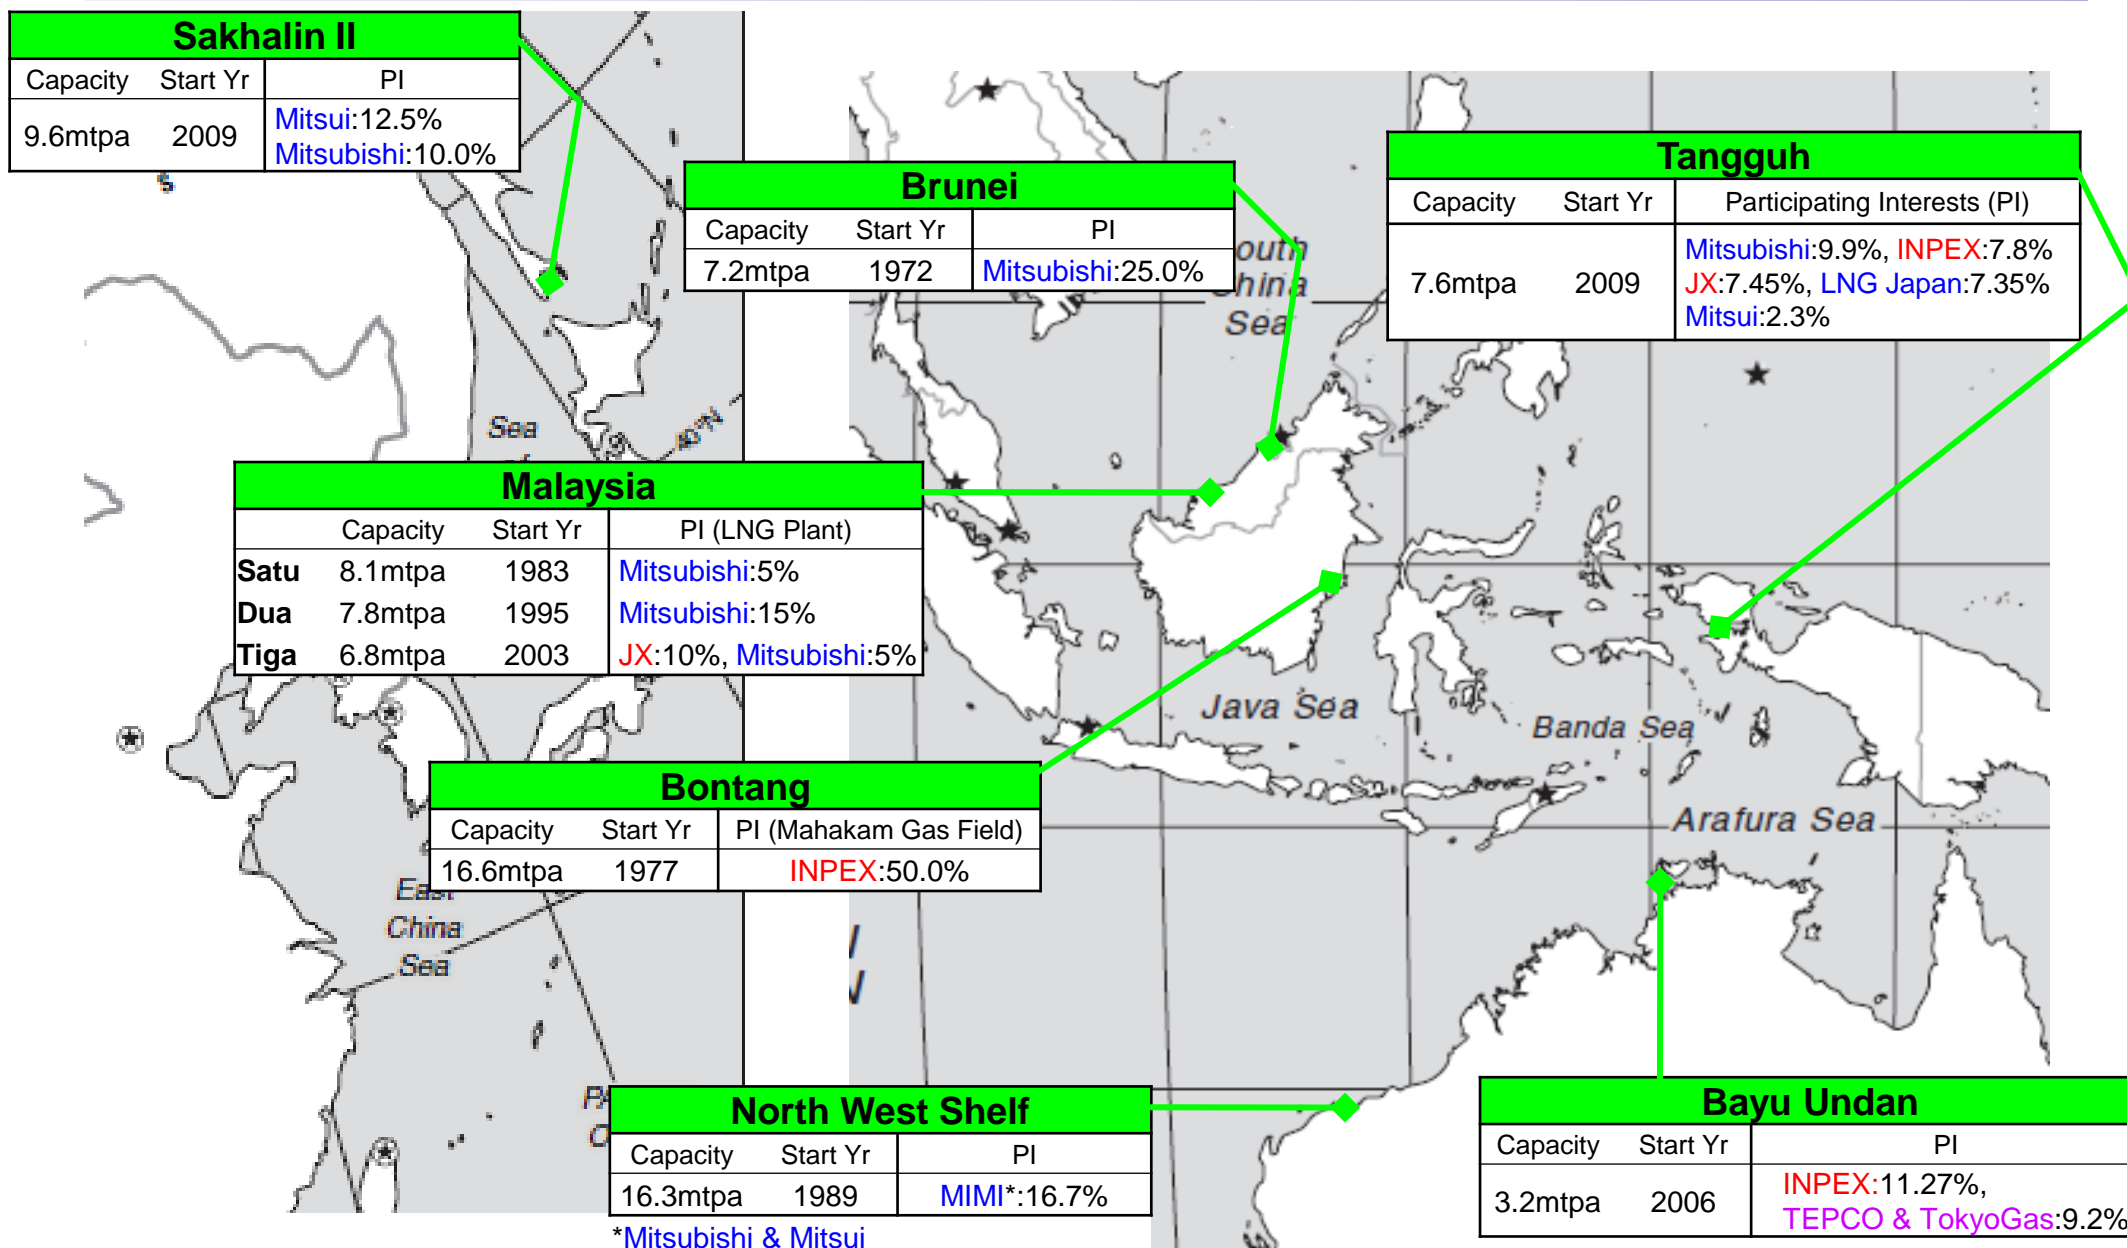 Sakhalin II
Capacity Start Yr PI
9.6mtpa 2009 Mitsui:12.5%
Mitsubishi:10.0%
Brunei
Capacity Start Yr PI
7.2mtpa 1972 Mitsubishi:25.0%
Tangguh
Capacity Start Yr Participating Interests (PI)
7.6mtpa 2009 Mitsubishi:9.9%, INPEX:7.8%
JX:7.45%, LNG Japan:7.35%
Mitsui:2.3%
outh
China
Sea
Sea
40°N
Malaysia
Capacity Start Yr PI (LNG Plant)
Satu 8.1mtpa 1983 Mitsubishi:5%
Dua 7.8mtpa 1995 Mitsubishi:15%
Tiga 6.8mtpa 2003 JX:10%, Mitsubishi:5%
Java Sea
Banda Sea
Arafura Sea
Bontang
Capacity Start Yr PI (Mahakam Gas Field)
16.6mtpa 1977 INPEX:50.0%
East
China
Sea
North West Shelf
Capacity Start Yr PI
16.3mtpa 1989 MIMI*:16.7%
*Mitsubishi & Mitsui
Bayu Undan
Capacity Start Yr PI
3.2mtpa 2006 INPEX:11.27%,
TEPCO & TokyoGas:9.2%